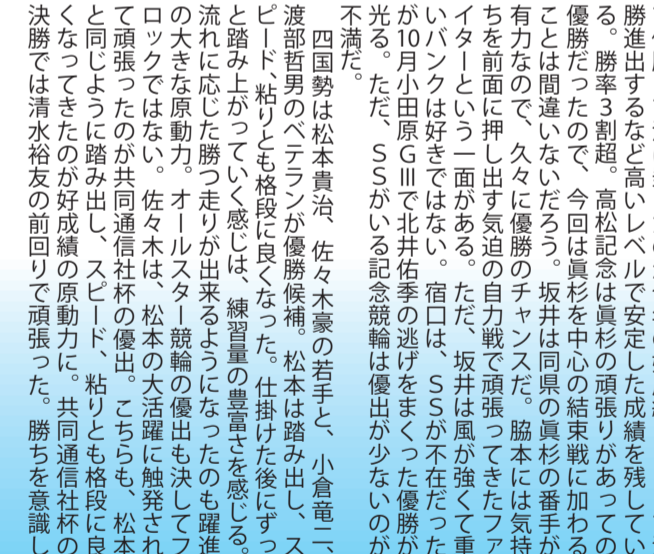 勝進出するなど高いレベルで安定した成績を残してい
る。勝率3割超。高松記念は眞杉の頑張りがあっての
優勝だったので、今回は眞杉を中心の結束戦に加わる
ことは間違いないだろう。坂井は同県の眞杉の番手が
有力なので、久々に優勝のチャンスだ。脇本には気持
ちを前面に押し出す気迫の自力戦で頑張ってきたファ
イターという一面がある。ただ、坂井は風が強くて重
いバンクは好きではない。宿口は、SSが不在だった
が10月小田原GⅢで北井佑季の逃げをまくった優勝が
光る。ただ、SSがいる記念競輪は優出が少ないのが
不満だ。
四国勢は松本貴治、佐々木豪の若手と、小倉竜二、
渡部哲男のベテランが優勝候補。松本は踏み出し、ス
ピード、粘りとも格段に良くなった。仕掛けた後にずっ
と踏み上がっていく感じは、練習量の豊富さを感じる。
流れに応じた勝つ走りが出来るようになったのも躍進
の大きな原動力。オールスター競輪の優出も決してフ
ロックではない。佐々木は、松本の大活躍に触発され
て頑張ったのが共同通信社杯の優出。こちらも、松本
と同じように踏み出し、スピード、粘りとも格段に良
くなってきたのが好成績の原動力に。共同通信社杯の
決勝では清水裕友の前回りで頑張った。勝ちを意識し